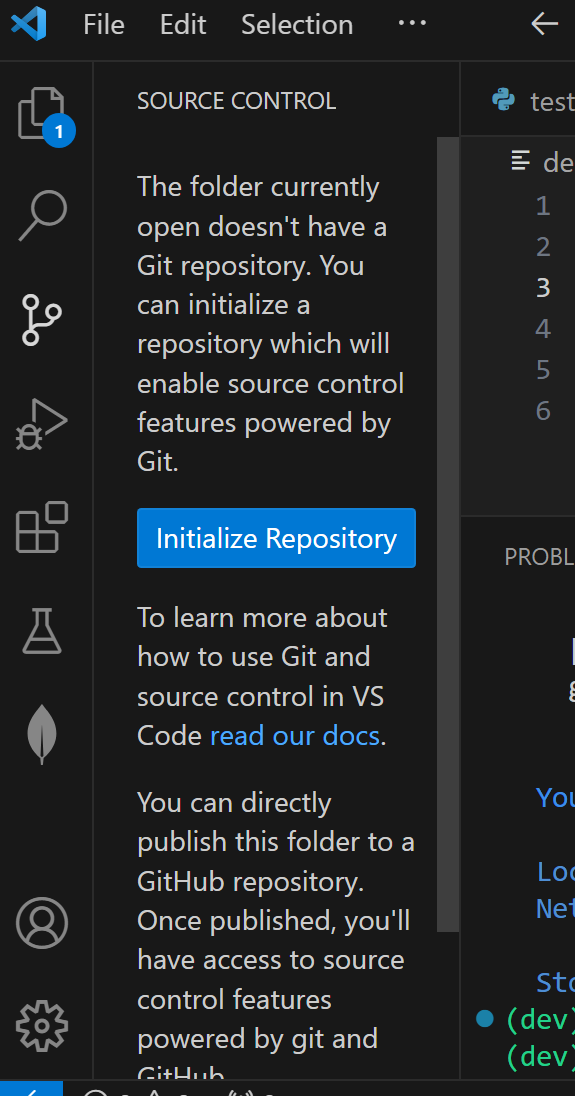 File Edit Selection ...
1
SOURCE CONTROL
The folder currently
open doesn't have a
Git repository. You
can initialize a
repository which will
enable source control
features powered by
Git.
Initialize Repository
To learn more about
how to use Git and
source control in VS
Code read our docs.
You can directly
publish this folder to a
GitHub repository.
Once published, you'll
have access to source
control features
powered by git and
GitHub
test
de
1
2
3
4
5
6
PROBL
g
You
Loc
Net
Sto
(dev)
(dev)